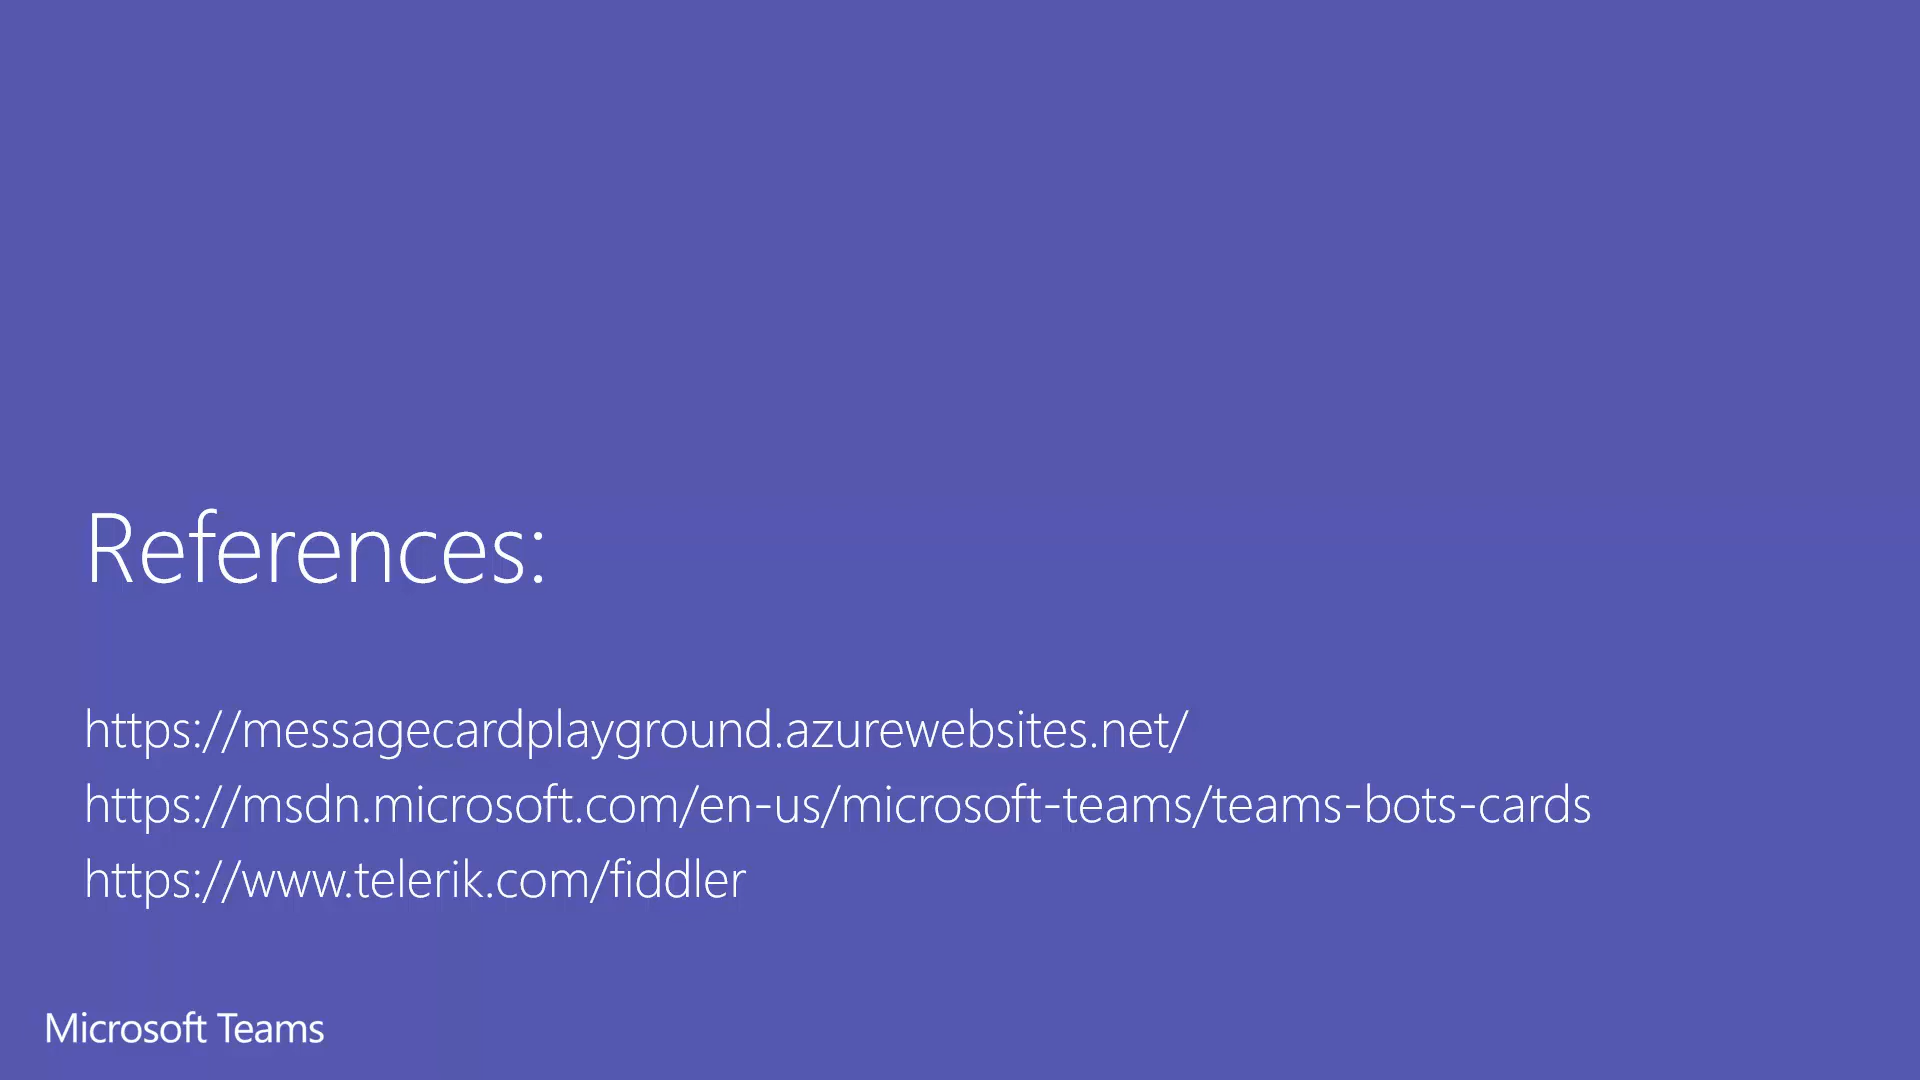 References:
https://messagecardplayground.azurewebsites.net/
https://msdn.microsoft.com/en-us/microsoft-teams/teams-bots-cards
https://www.telerik.com/fiddler
Microsoft Teams